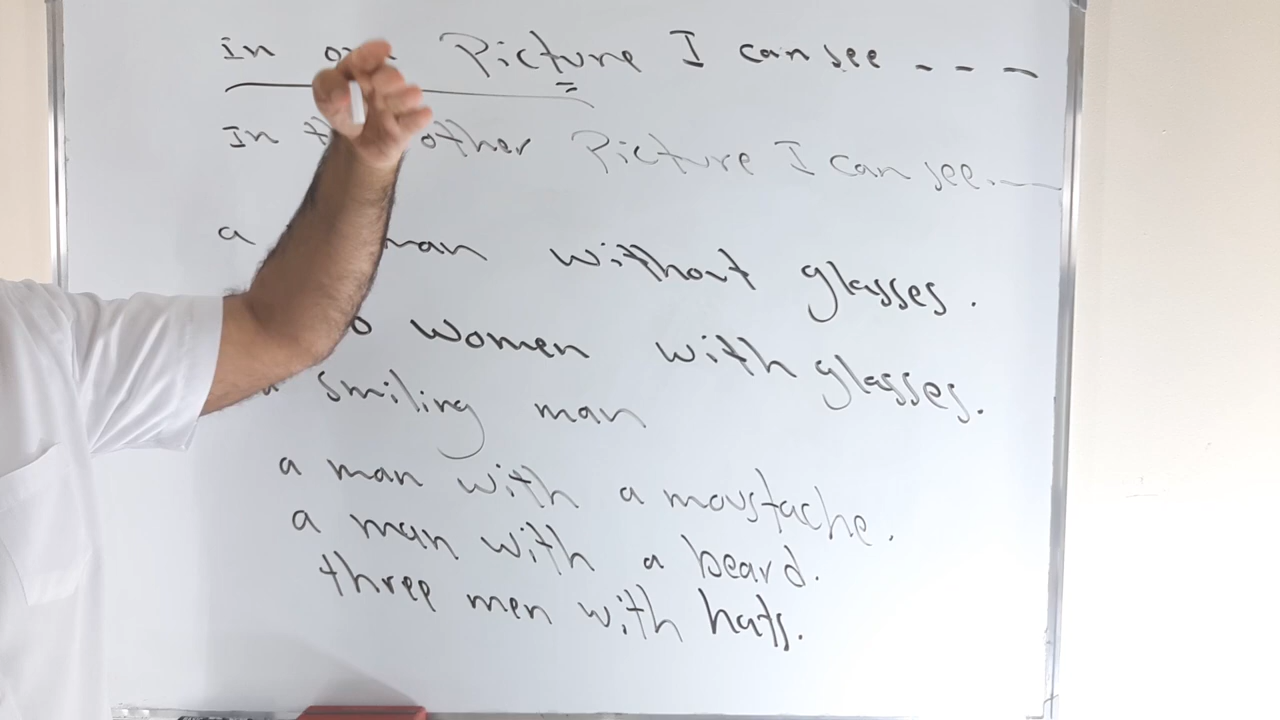 In Picture I can see - - -
In other Picture I can see.__
a without glasses.
women with glasses.
smiling man
a man with a moustache.
a man with a beard.
three men with hats.